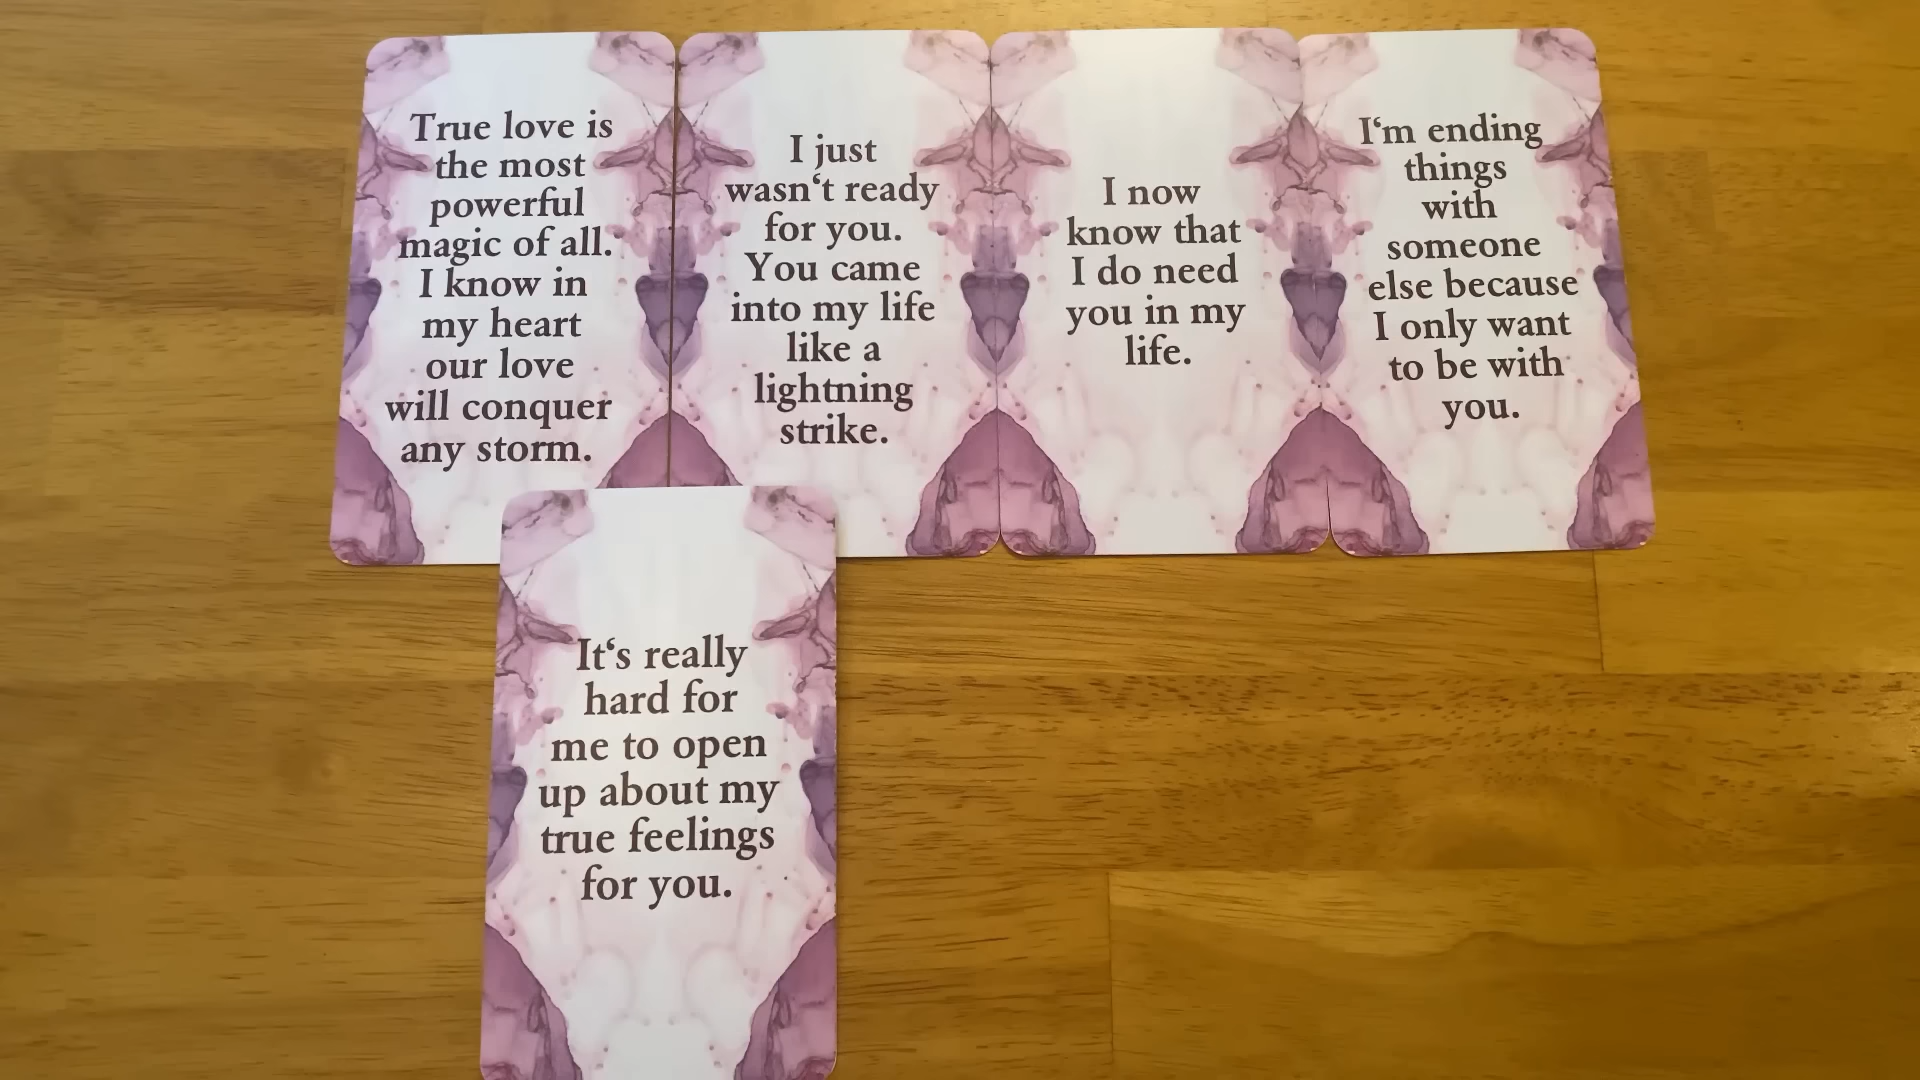 True love is
the most
powerful
magic of all.
I know in
my heart
our love
will conquer
any storm.
I just
wasn‘t ready
for you.
You came
into my life
like a
lightning
strike.
I now
know that
I do need
you in my
life.
I‘m ending
things
with
someone
else because
I only want
to be with
you.
It‘s really
hard for
me to open
up about my
true feelings
for you.